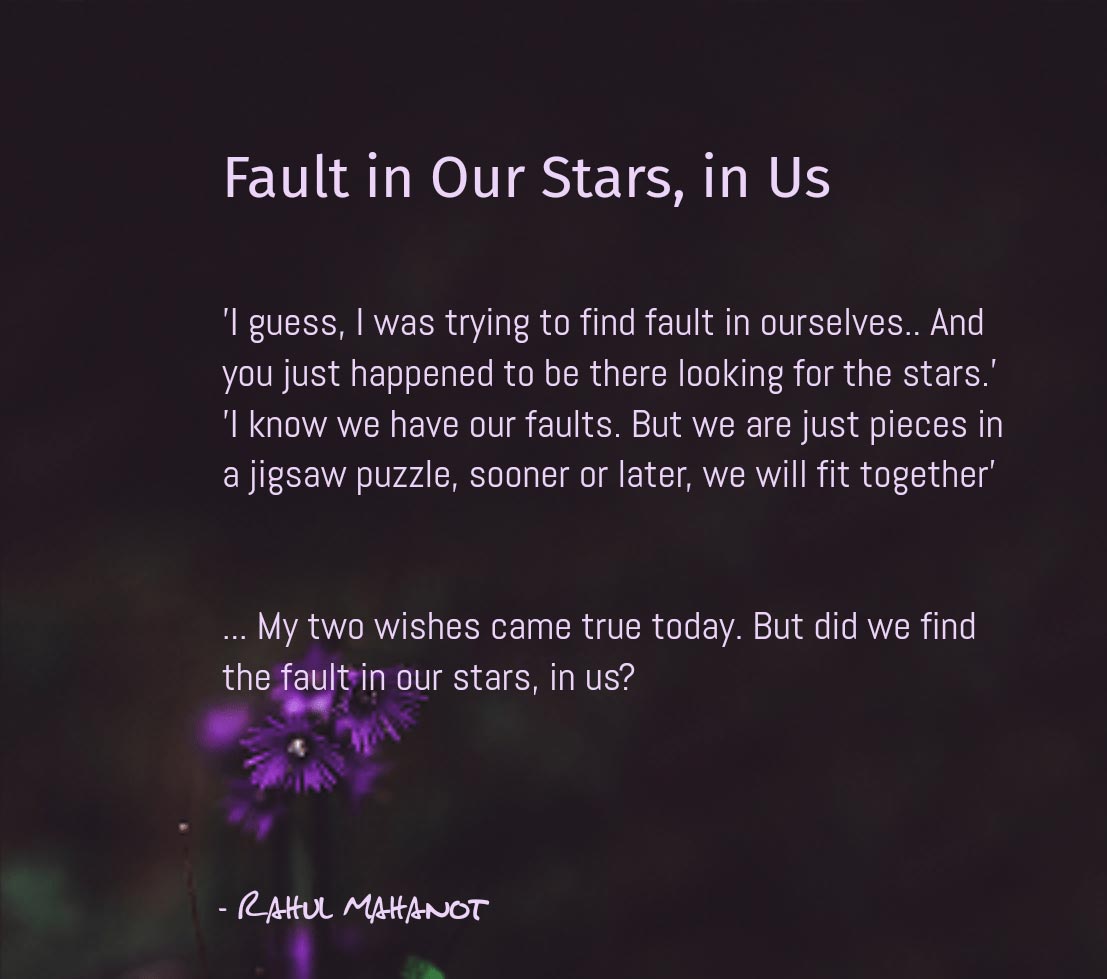 Fault in Our Stars, in Us
'I guess, I was trying to find fault in ourselves.. And
you just happened to be there looking for the stars.'
'I know we have our faults. But we are just pieces in
a jigsaw puzzle, sooner or later, we will fit together'
... My two wishes came true today. But did we find
the fault in our stars, in us?
- RAHUL MAHANOT